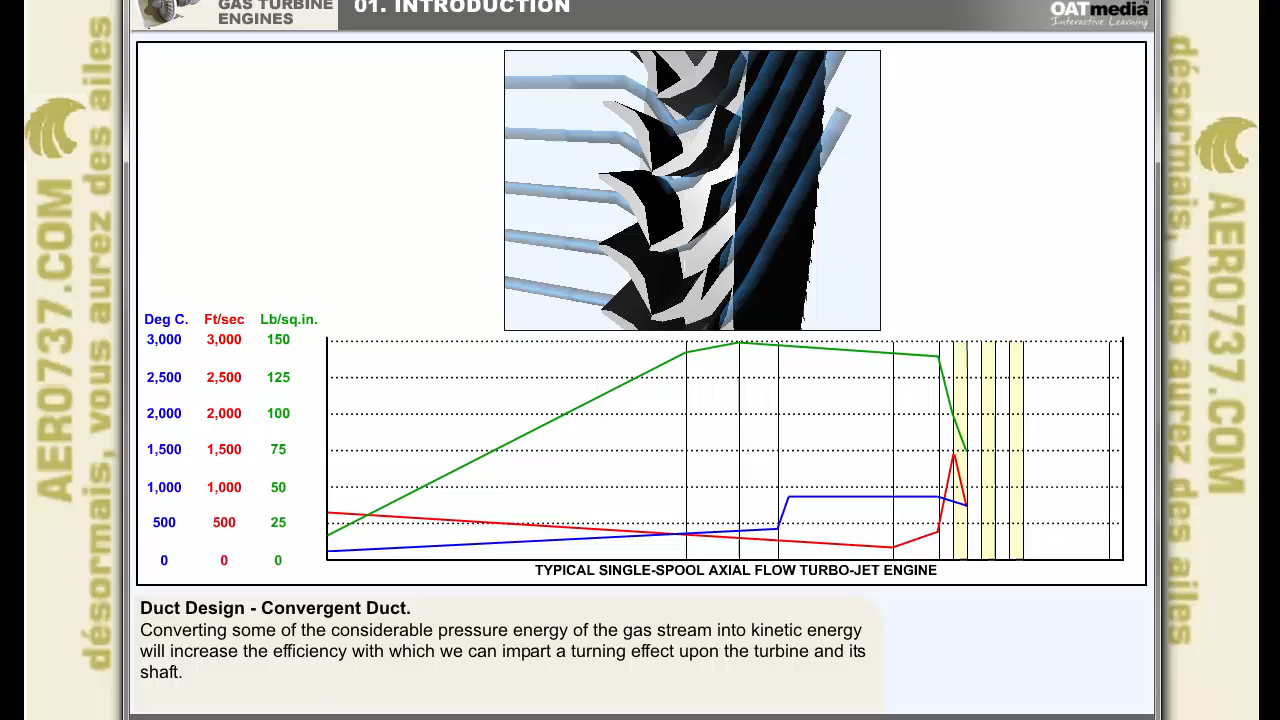 GAS TURBINE
ENGINES
01. INTRODUCTION
OATmedia
Interactive Learning
AERO737.COM
désormais, vous aurez des ailes
AERO737.COM
désormais, vous aurez des ailes
Deg C. Ft/sec Lb/sq.in.
3,000 3,000 150
2,500 2,500 125
2,000 2,000 100
1,500 1,500 75
1,000 1,000 50
500 500 25
0 0 0
TYPICAL SINGLE-SPOOL AXIAL FLOW TURBO-JET ENGINE
Duct Design - Convergent Duct.
Converting some of the considerable pressure energy of the gas stream into kinetic energy
will increase the efficiency with which we can impart a turning effect upon the turbine and its
shaft.